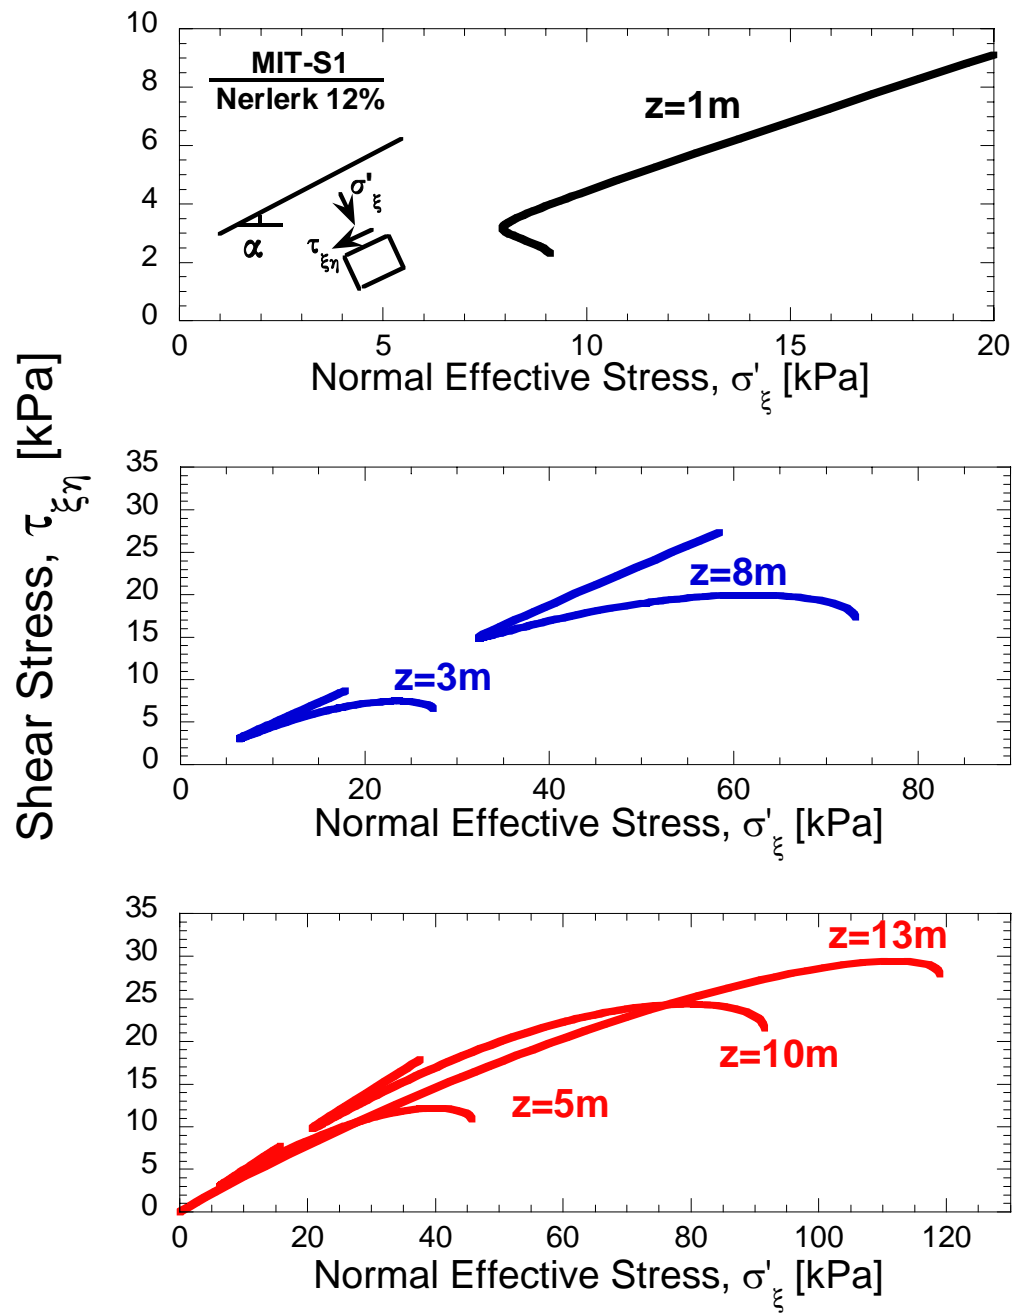 MIT-S1
Nerlerk 12%
z=1m
σ'ξ
τξη
α
10
8
6
4
2
0
0 5 10 15 20
Normal Effective Stress, σ'ξ [kPa]
Shear Stress, τξη [kPa]
35
30
25
20
15
10
5
0
z=8m
z=3m
0 20 40 60 80
Normal Effective Stress, σ'ξ [kPa]
35
30
25
20
15
10
5
0
z=13m
z=10m
z=5m
0 20 40 60 80 100 120
Normal Effective Stress, σ'ξ [kPa]